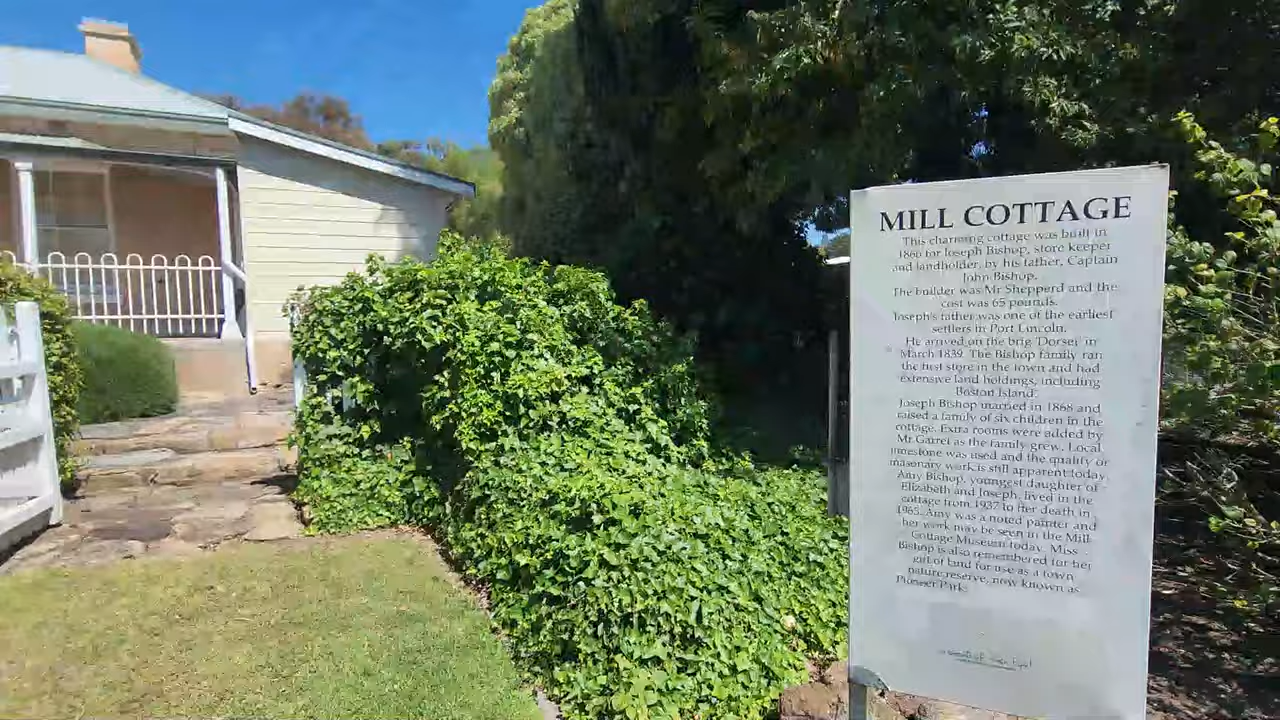 MILL COTTAGE
This charming cottage was built in
1866 for Joseph Bishop, store keeper
and landholder, by his father, Captain
John Bishop.
The builder was Mr Shepperd and the
cost was 65 pounds.
Joseph's father was one of the earliest
settlers in Port Lincoln.
He arrived on the brig 'Dorset' in
March 1839. The Bishop family ran
the first store in the town and had
extensive land holdings, including
Boston Island.
Joseph Bishop married in 1868 and
raised a family of six children in the
cottage. Extra rooms were added by
Mr Garret as the family grew. Local
limestone was used and the quality of
masonary work is still apparent today.
Amy Bishop, youngest daughter of
Elizabeth and Joseph, lived in the
cottage from 1937 to her death in
1965. Amy was a noted painter and
her work may be seen in the Mill
Cottage Museum today. Miss
Bishop is also remembered for her
gift of land for use as a town
nature reserve, now known as
Pioneer Park.